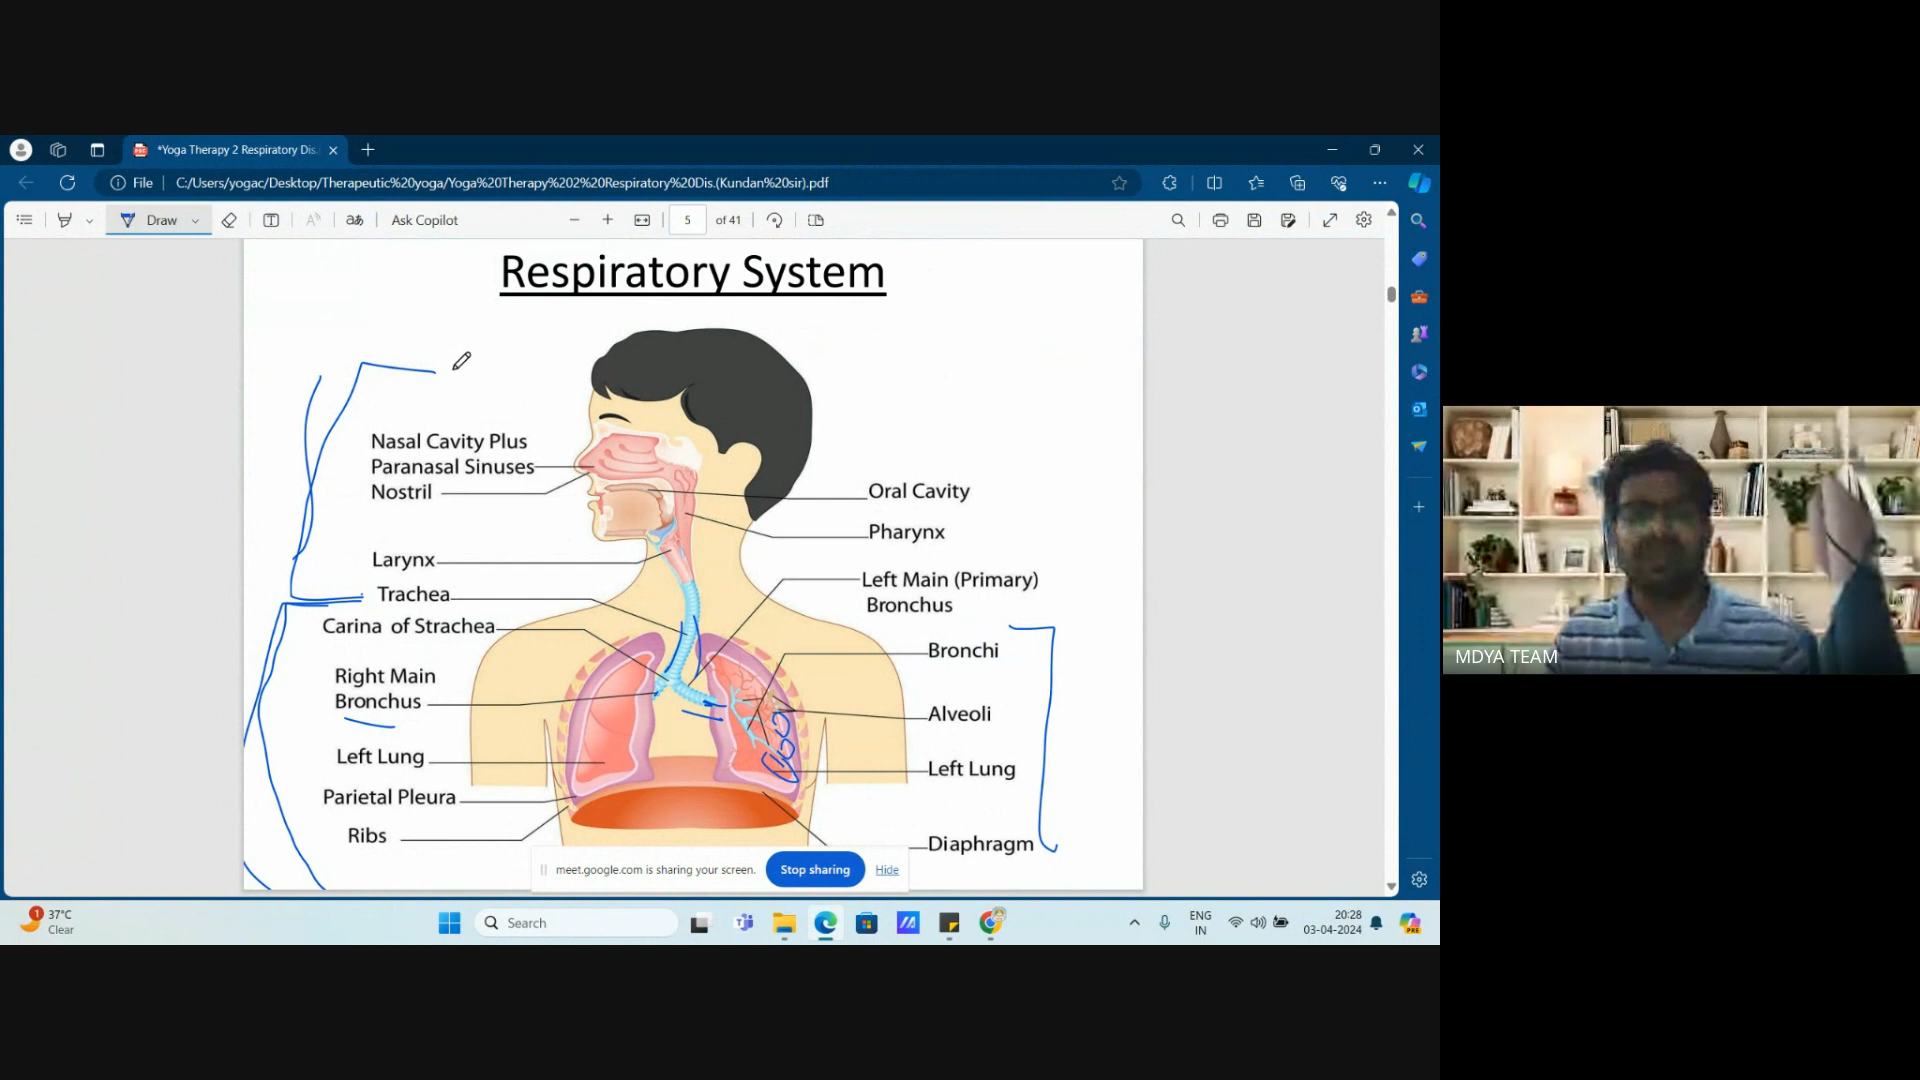 *Yoga Therapy 2 Respiratory Dis.
File
C:/Users/yogac/Desktop/Therapeutic%20yoga/Yoga%20Therapy%202%20Respiratory%20Dis.(Kundan%20sir).pdf
Draw
Ask Copilot
5 of 41
Respiratory System
Nasal Cavity Plus
Paranasal Sinuses
Nostril
Oral Cavity
Pharynx
Larynx
Left Main (Primary)
Bronchus
Trachea
Carina of Strachea
Bronchi
Right Main
Bronchus
Alveoli
Left Lung
Left Lung
Parietal Pleura
Ribs
Diaphragm
meet.google.com is sharing your screen.
Stop sharing
Hide
MDYA TEAM
1
37°C
Clear
Search
ENG
IN
20:28
03-04-2024
PRE